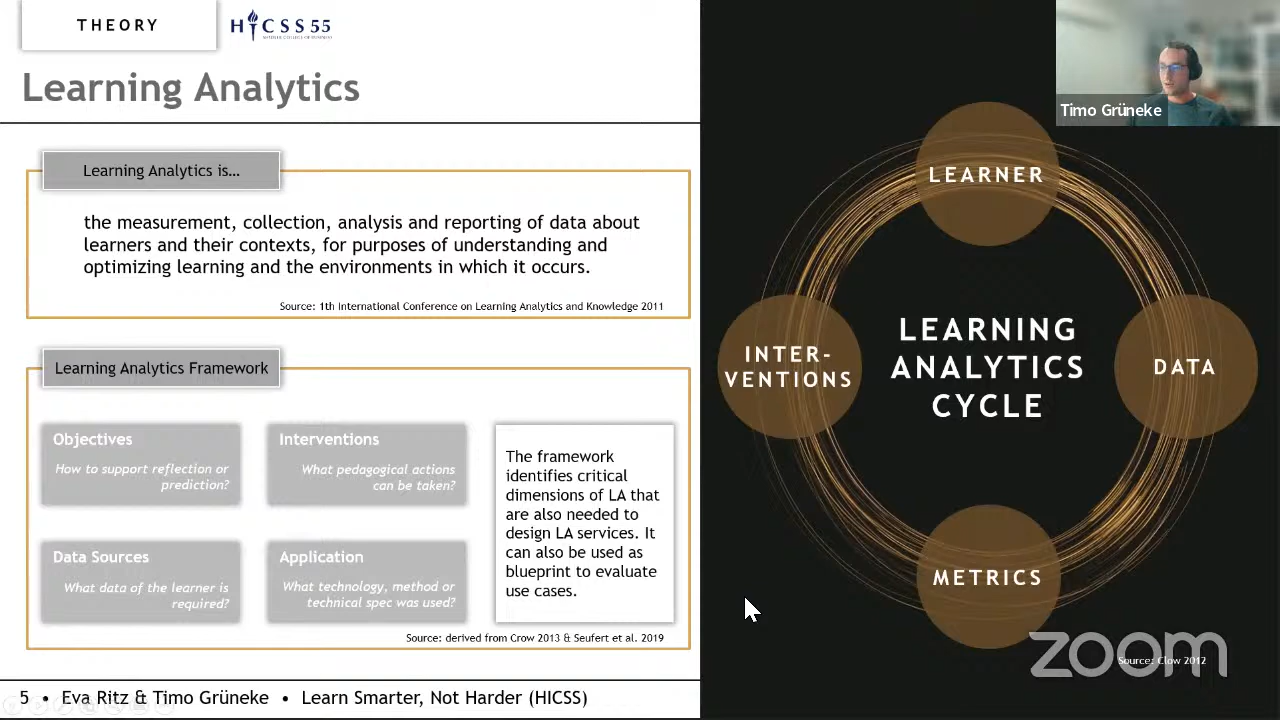 THEORY
HICSS 55
Learning Analytics
Learning Analytics is…
the measurement, collection, analysis and reporting of data about
learners and their contexts, for purposes of understanding and
optimizing learning and the environments in which it occurs.
Source: 1th International Conference on Learning Analytics and Knowledge 2011
Learning Analytics Framework
Objectives
How to support reflection or
prediction?
Interventions
What pedagogical actions
can be taken?
Data Sources
What data of the learner is
required?
Application
What technology, method or
technical spec was used?
The framework
identifies critical
dimensions of LA that
are also needed to
design LA services. It
can also be used as
blueprint to evaluate
use cases.
Source: derived from Crow 2013 & Seufert et al. 2019
5 • Eva Ritz & Timo Grüneke • Learn Smarter, Not Harder (HICSS)
Timo Grüneke
LEARNER
INTER-
VENTIONS
LEARNING
ANALYTICS
CYCLE
DATA
METRICS
zoom
Source: Clow 2012